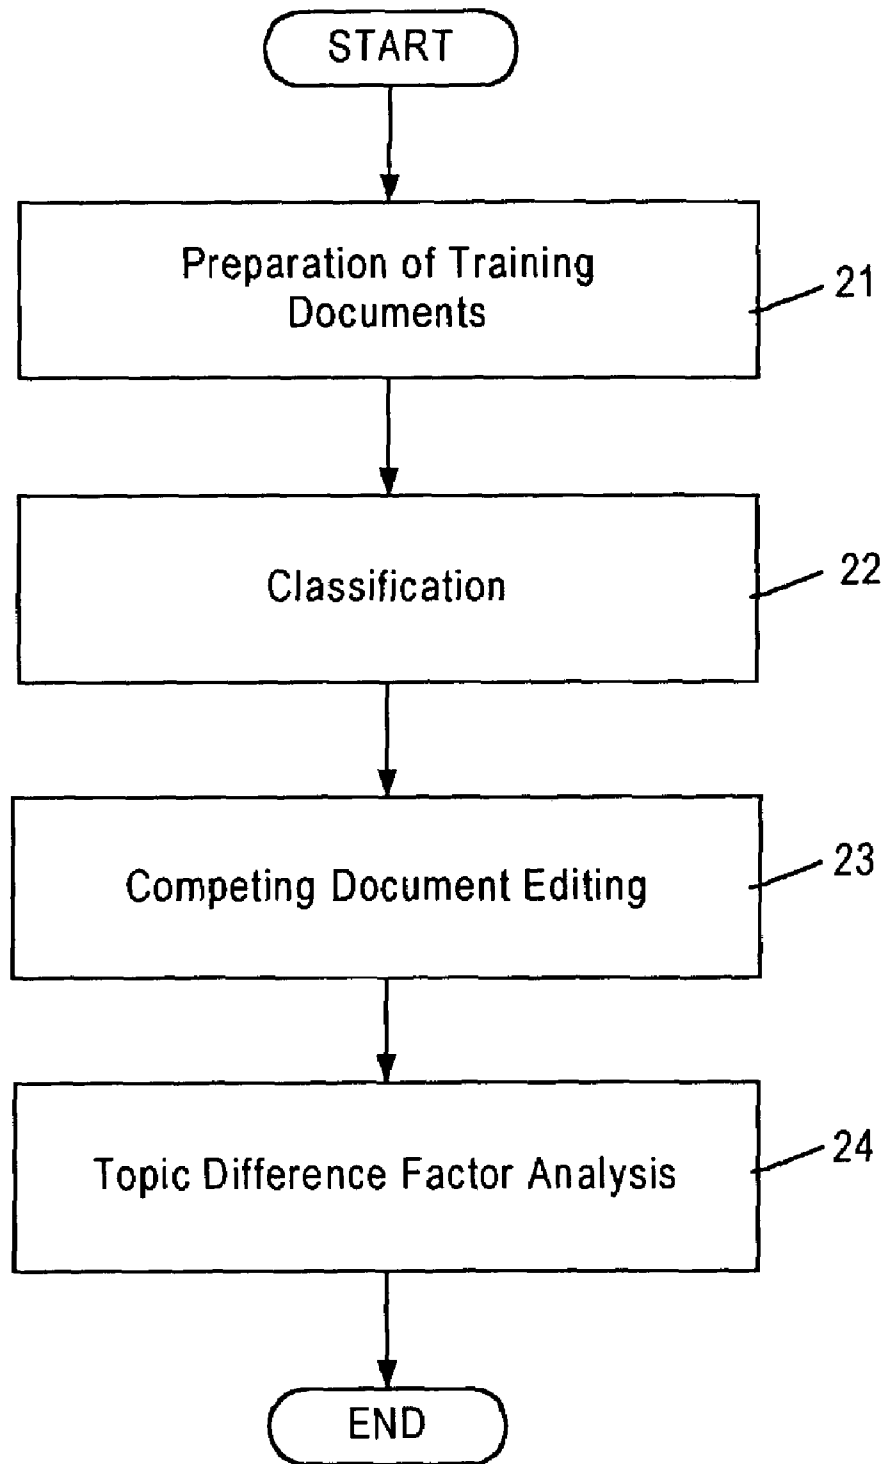 START
Preparation of Training
Documents
21
Classification
22
Competing Document Editing
23
Topic Difference Factor Analysis
24
END